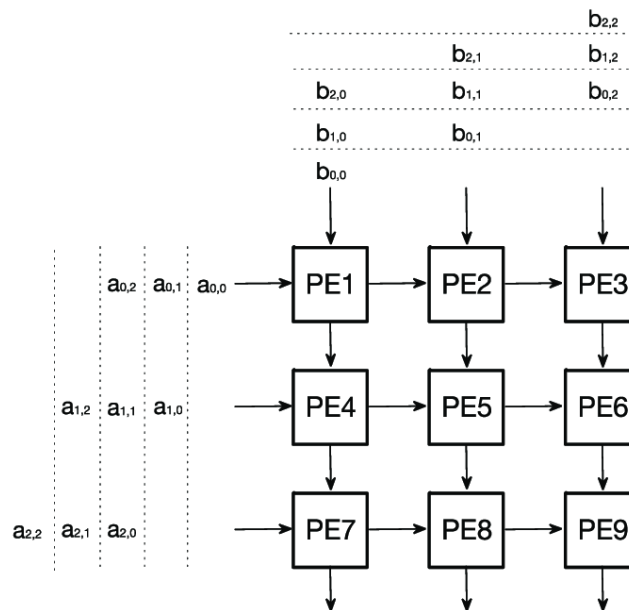 b2,2
b2,1 b1,2
b2,0 b1,1 b0,2
b1,0 b0,1
b0,0
a0,2 a0,1 a0,0 PE1 PE2 PE3
a1,2 a1,1 a1,0 PE4 PE5 PE6
a2,2 a2,1 a2,0 PE7 PE8 PE9